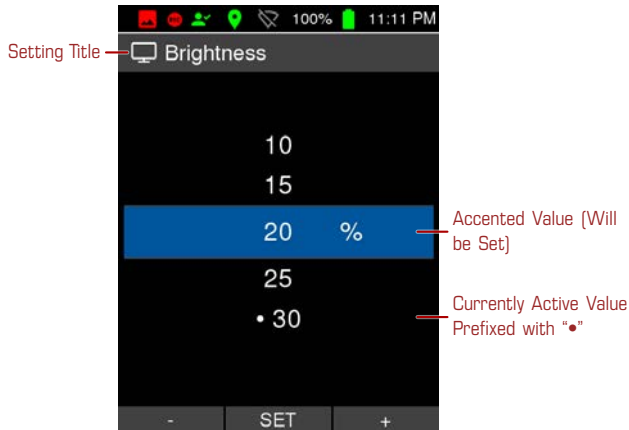 100% 11:11 PM
Setting Title
Brightness
10
15
20 %
Accented Value (Will
be Set)
25
• 30
Currently Active Value
Prefixed with “•”
- SET +